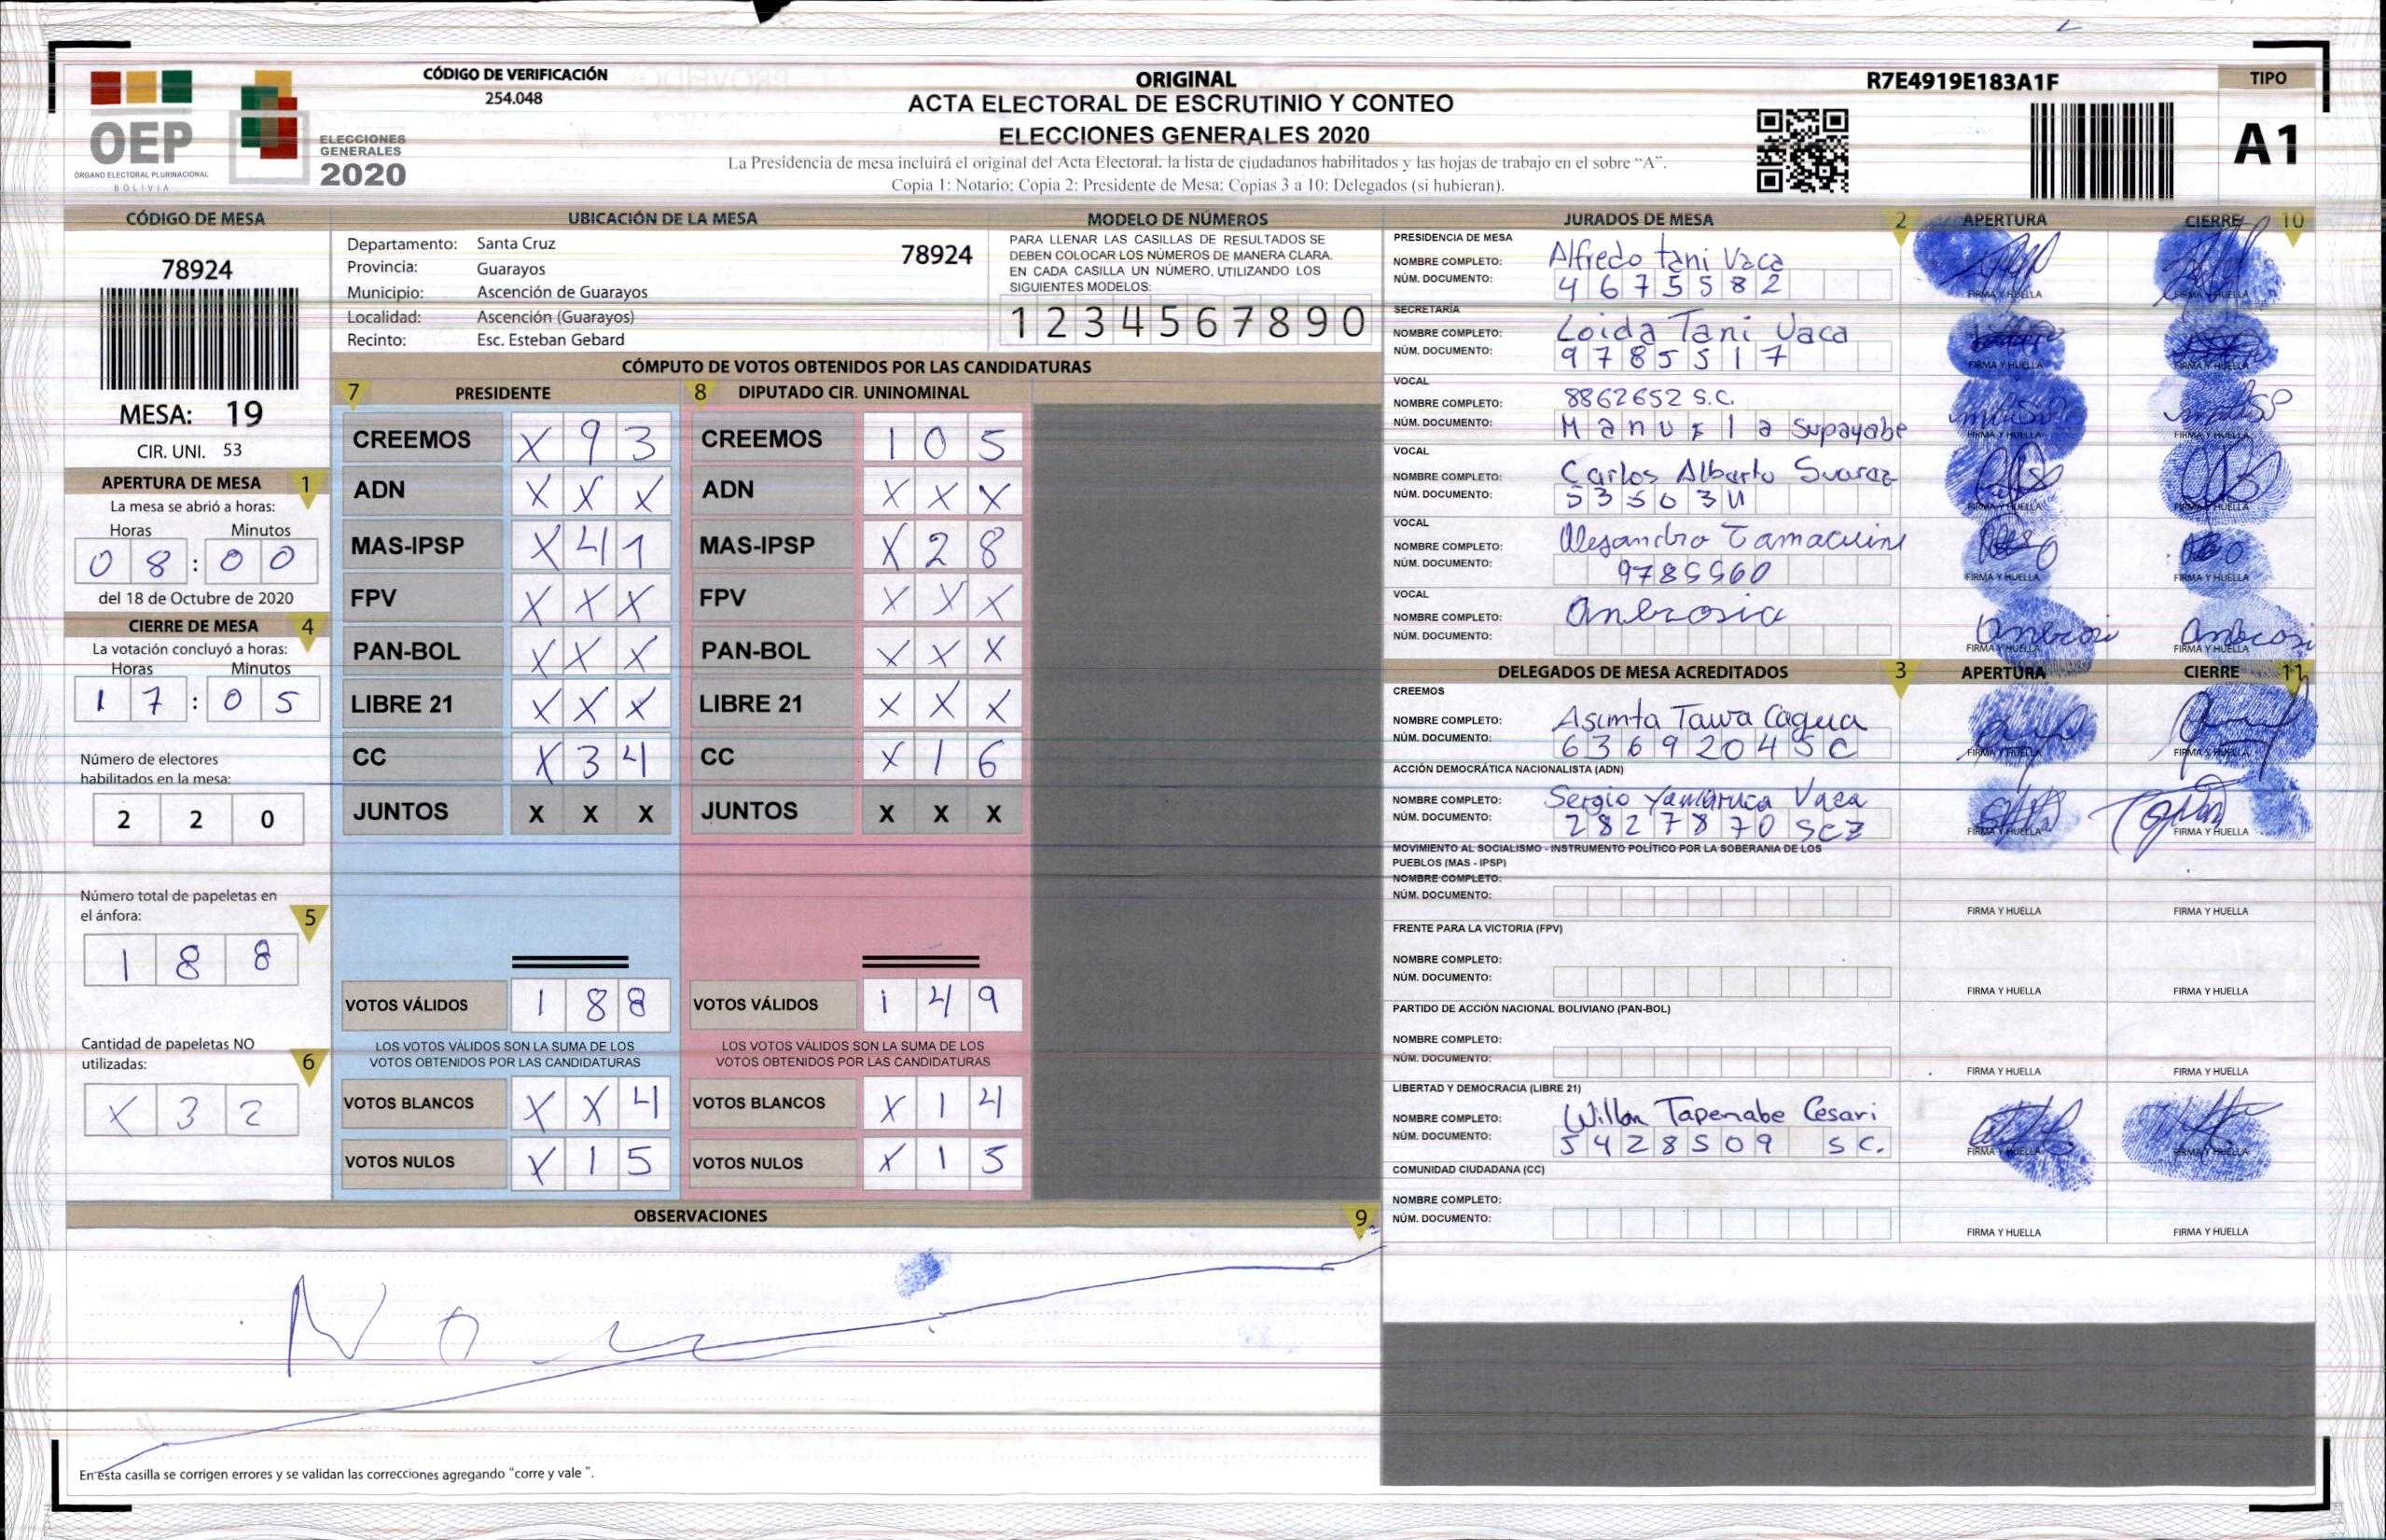 CÓDIGO DE VERIFICACIÓN
254.048
OEP
ÓRGANO ELECTORAL PLURINACIONAL
BOLIVIA
ELECCIONES
GENERALES
2020
ORIGINAL
ACTA ELECTORAL DE ESCRUTINIO Y CONTEO
ELECCIONES GENERALES 2020
La Presidencia de mesa incluirá el original del Acta Electoral, la lista de ciudadanos habilitados y las hojas de trabajo en el sobre “A”.
Copia 1: Notario; Copia 2: Presidente de Mesa; Copias 3 a 10: Delegados (si hubieran).
R7E4919E183A1F
TIPO
A1
CÓDIGO DE MESA
78924
MESA: 19
CIR. UNI. 53
APERTURA DE MESA 1
La mesa se abrió a horas:
Horas Minutos
0 8 : 0 0
del 18 de Octubre de 2020
CIERRE DE MESA 4
La votación concluyó a horas:
Horas Minutos
1 7 : 0 5
Número de electores
habilitados en la mesa:
2 2 0
Número total de papeletas en
el ánfora:
5
1 8 8
Cantidad de papeletas NO
utilizadas:
6
X 3 2
UBICACIÓN DE LA MESA
Departamento: Santa Cruz
78924
Provincia: Guarayos
Municipio: Ascención de Guarayos
Localidad: Ascención (Guarayos)
Recinto: Esc. Esteban Gebard
MODELO DE NÚMEROS
PARA LLENAR LAS CASILLAS DE RESULTADOS SE
DEBEN COLOCAR LOS NÚMEROS DE MANERA CLARA.
EN CADA CASILLA UN NÚMERO, UTILIZANDO LOS
SIGUIENTES MODELOS:
1 2 3 4 5 6 7 8 9 0
CÓMPUTO DE VOTOS OBTENIDOS POR LAS CANDIDATURAS
7 PRESIDENTE
CREEMOS X 9 3
ADN X X X
MAS-IPSP X 4 1
FPV X X X
PAN-BOL X X X
LIBRE 21 X X X
CC X 3 4
JUNTOS X X X
VOTOS VÁLIDOS 1 8 8
LOS VOTOS VÁLIDOS SON LA SUMA DE LOS
VOTOS OBTENIDOS POR LAS CANDIDATURAS
VOTOS BLANCOS X X 4
VOTOS NULOS X 1 5
8 DIPUTADO CIR. UNINOMINAL
CREEMOS 1 0 5
ADN X X X
MAS-IPSP X 2 8
FPV X X X
PAN-BOL X X X
LIBRE 21 X X X
CC X 1 6
JUNTOS X X X
VOTOS VÁLIDOS 1 4 9
LOS VOTOS VÁLIDOS SON LA SUMA DE LOS
VOTOS OBTENIDOS POR LAS CANDIDATURAS
VOTOS BLANCOS X 1 4
VOTOS NULOS X 1 5
OBSERVACIONES 9
No
En esta casilla se corrigen errores y se validan las correcciones agregando “corre y vale ”.
JURADOS DE MESA 2 APERTURA CIERRE 10
PRESIDENCIA DE MESA
NOMBRE COMPLETO: Alfredo tani Vaca
NÚM. DOCUMENTO: 4675582
FIRMA Y HUELLA FIRMA Y HUELLA
SECRETARÍA
NOMBRE COMPLETO: Loida Tani Vaca
NÚM. DOCUMENTO: 9785517
FIRMA Y HUELLA FIRMA Y HUELLA
VOCAL
NOMBRE COMPLETO: 8862652 S.C.
NÚM. DOCUMENTO: Manuela Supayabe
FIRMA Y HUELLA FIRMA Y HUELLA
VOCAL
NOMBRE COMPLETO: Carlos Alberto Suarez
NÚM. DOCUMENTO:
FIRMA Y HUELLA FIRMA Y HUELLA
VOCAL
NOMBRE COMPLETO: Alejandro
NÚM. DOCUMENTO:
FIRMA Y HUELLA FIRMA Y HUELLA
VOCAL
NOMBRE COMPLETO: Anbrosia
NÚM. DOCUMENTO:
FIRMA Y HUELLA FIRMA Y HUELLA
DELEGADOS DE MESA ACREDITADOS 3 APERTURA CIERRE 11
CREEMOS
NOMBRE COMPLETO: Asunta Tawa
NÚM. DOCUMENTO: 6369204SC
FIRMA Y HUELLA FIRMA Y HUELLA
ACCIÓN DEMOCRÁTICA NACIONALISTA (ADN)
NOMBRE COMPLETO: Sergio Vaca
NÚM. DOCUMENTO: 2827870 SCZ
FIRMA Y HUELLA FIRMA Y HUELLA
MOVIMIENTO AL SOCIALISMO - INSTRUMENTO POLÍTICO POR LA SOBERANIA DE LOS
PUEBLOS (MAS - IPSP)
NOMBRE COMPLETO:
NÚM. DOCUMENTO:
FIRMA Y HUELLA FIRMA Y HUELLA
FRENTE PARA LA VICTORIA (FPV)
NOMBRE COMPLETO:
NÚM. DOCUMENTO:
FIRMA Y HUELLA FIRMA Y HUELLA
PARTIDO DE ACCIÓN NACIONAL BOLIVIANO (PAN-BOL)
NOMBRE COMPLETO:
NÚM. DOCUMENTO:
FIRMA Y HUELLA FIRMA Y HUELLA
LIBERTAD Y DEMOCRACIA (LIBRE 21)
NOMBRE COMPLETO: Tapenabe Cesari
NÚM. DOCUMENTO: 5428509 SC.
FIRMA Y HUELLA FIRMA Y HUELLA
COMUNIDAD CIUDADANA (CC)
NOMBRE COMPLETO:
NÚM. DOCUMENTO:
FIRMA Y HUELLA FIRMA Y HUELLA